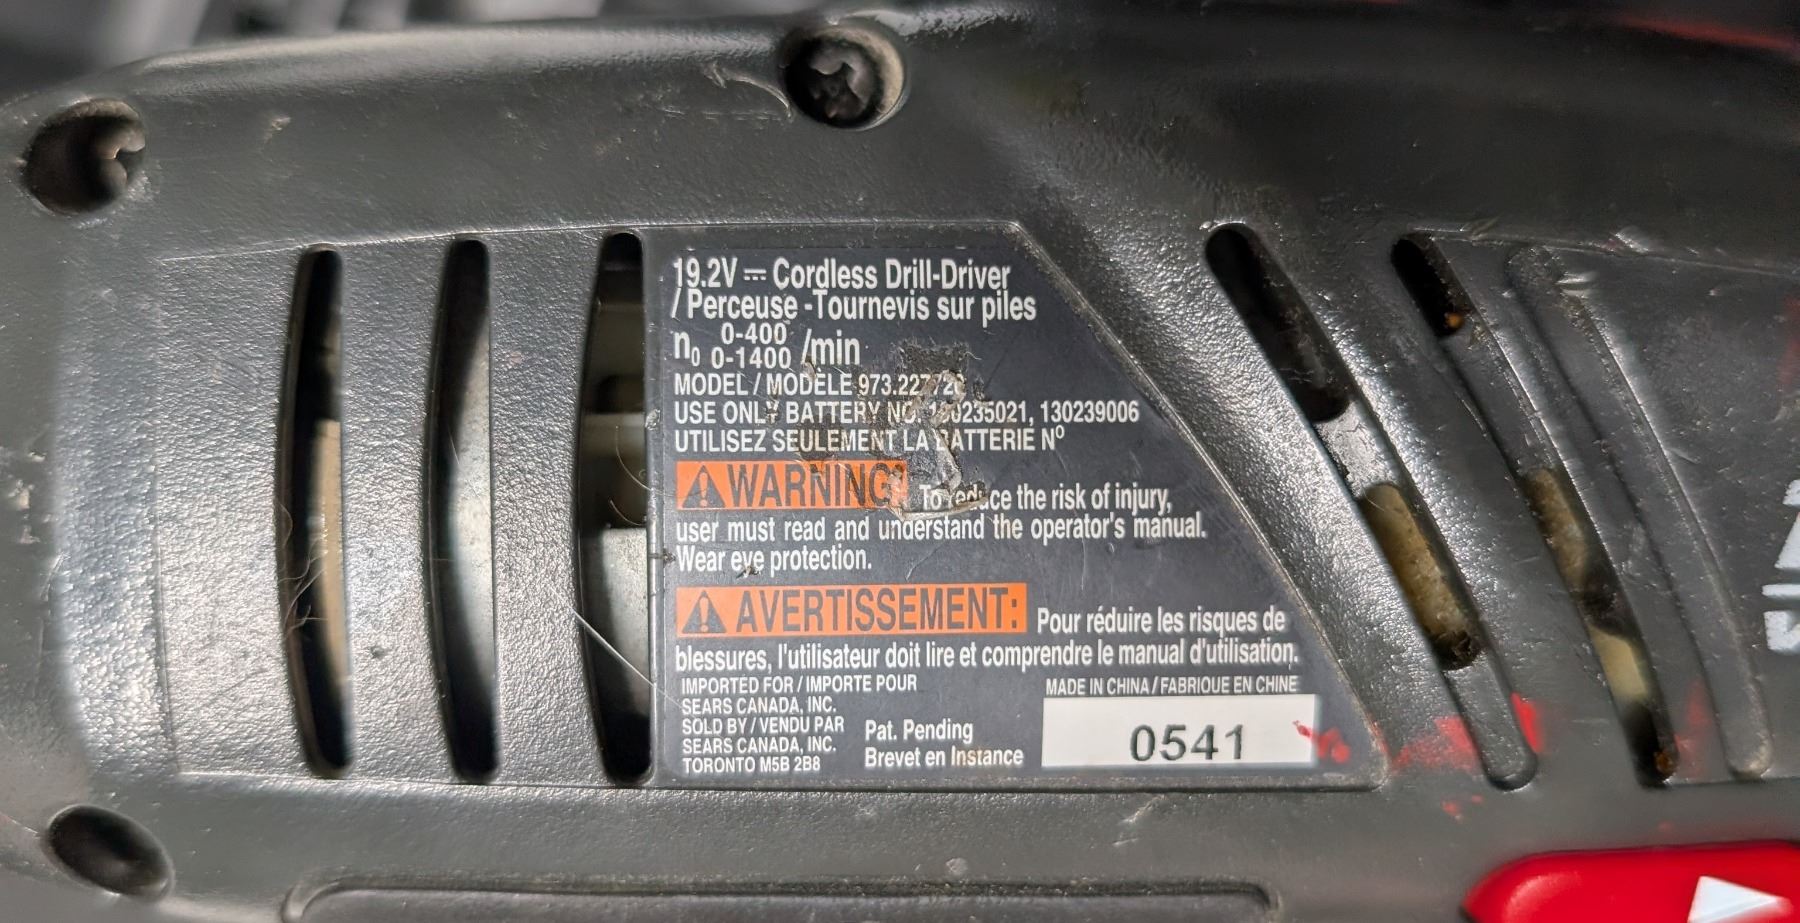 19.2V ⎓ Cordless Drill-Driver
/ Perceuse -Tournevis sur piles
n₀ 0-400 /min
0-1400
MODEL / MODÈLE
USE ONLY BATTERY NO. 130239006
UTILISEZ SEULEMENT LA BATTERIE Nº
WARNING: To reduce the risk of injury,
user must read and understand the operator's manual.
Wear eye protection.
AVERTISSEMENT: Pour réduire les risques de
blessures, l'utilisateur doit lire et comprendre le manual d'utilisation.
IMPORTED FOR / IMPORTE POUR
SEARS CANADA, INC.
SOLD BY / VENDU PAR
SEARS CANADA, INC.
TORONTO M5B 2B8
Pat. Pending
Brevet en Instance
MADE IN CHINA / FABRIQUE EN CHINE
0541